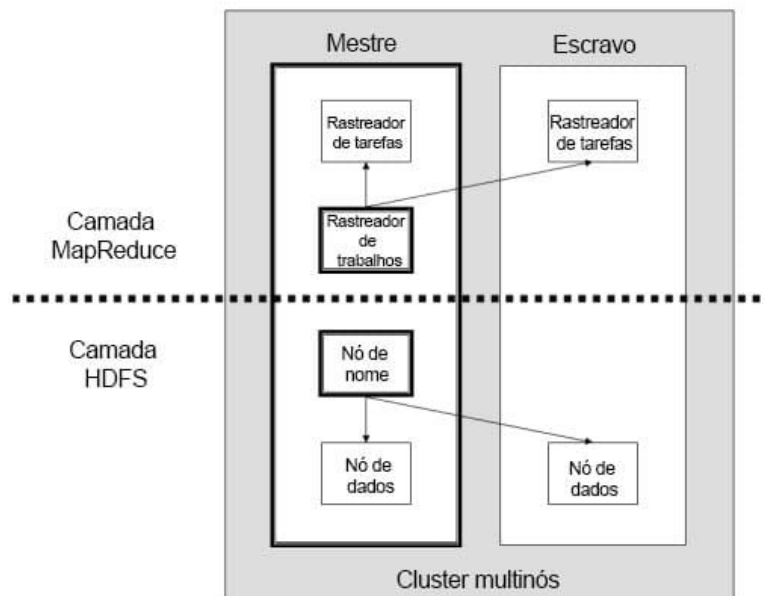 Mestre
Escravo
Rastreador
de tarefas
Rastreador
de tarefas
Camada
MapReduce
Rastreador
de
trabalhos
Camada
HDFS
Nó de
nome
Nó de
dados
Nó de
dados
Cluster multinós